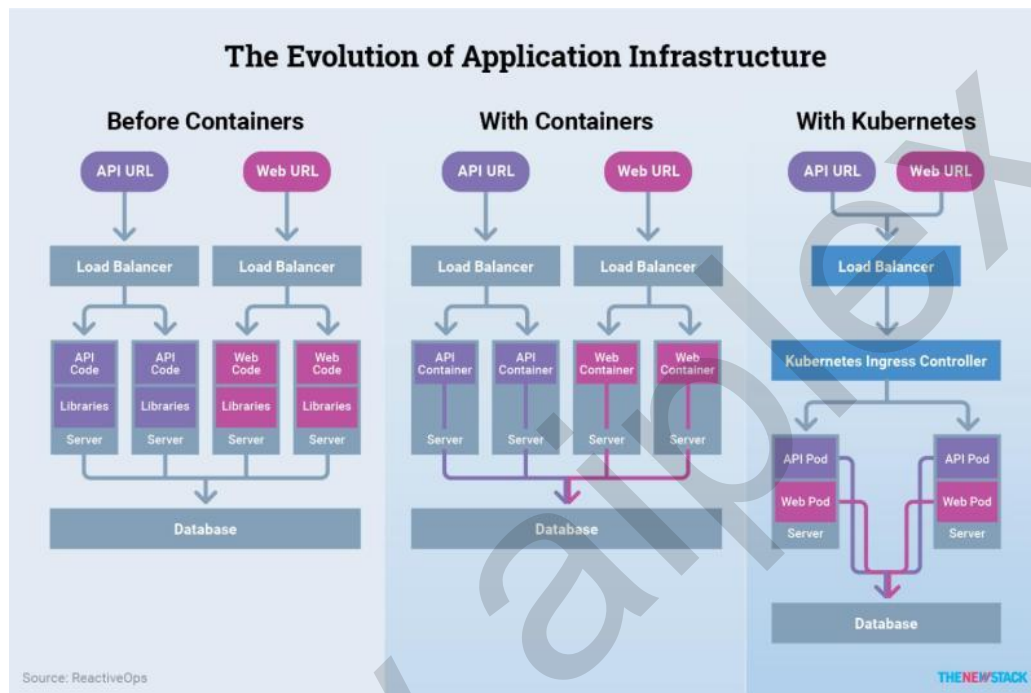 The Evolution of Application Infrastructure
Before Containers
API URL
Web URL
Load Balancer
Load Balancer
API
Code
Libraries
Server
API
Code
Libraries
Server
Web
Code
Libraries
Server
Web
Code
Libraries
Server
Database
With Containers
API URL
Web URL
Load Balancer
Load Balancer
API
Container
Server
API
Container
Server
Web
Container
Server
Web
Container
Server
Database
With Kubernetes
API URL
Web URL
Load Balancer
Kubernetes Ingress Controller
API Pod
Web Pod
Server
API Pod
Web Pod
Server
Database
Source: ReactiveOps
THENEWSTACK